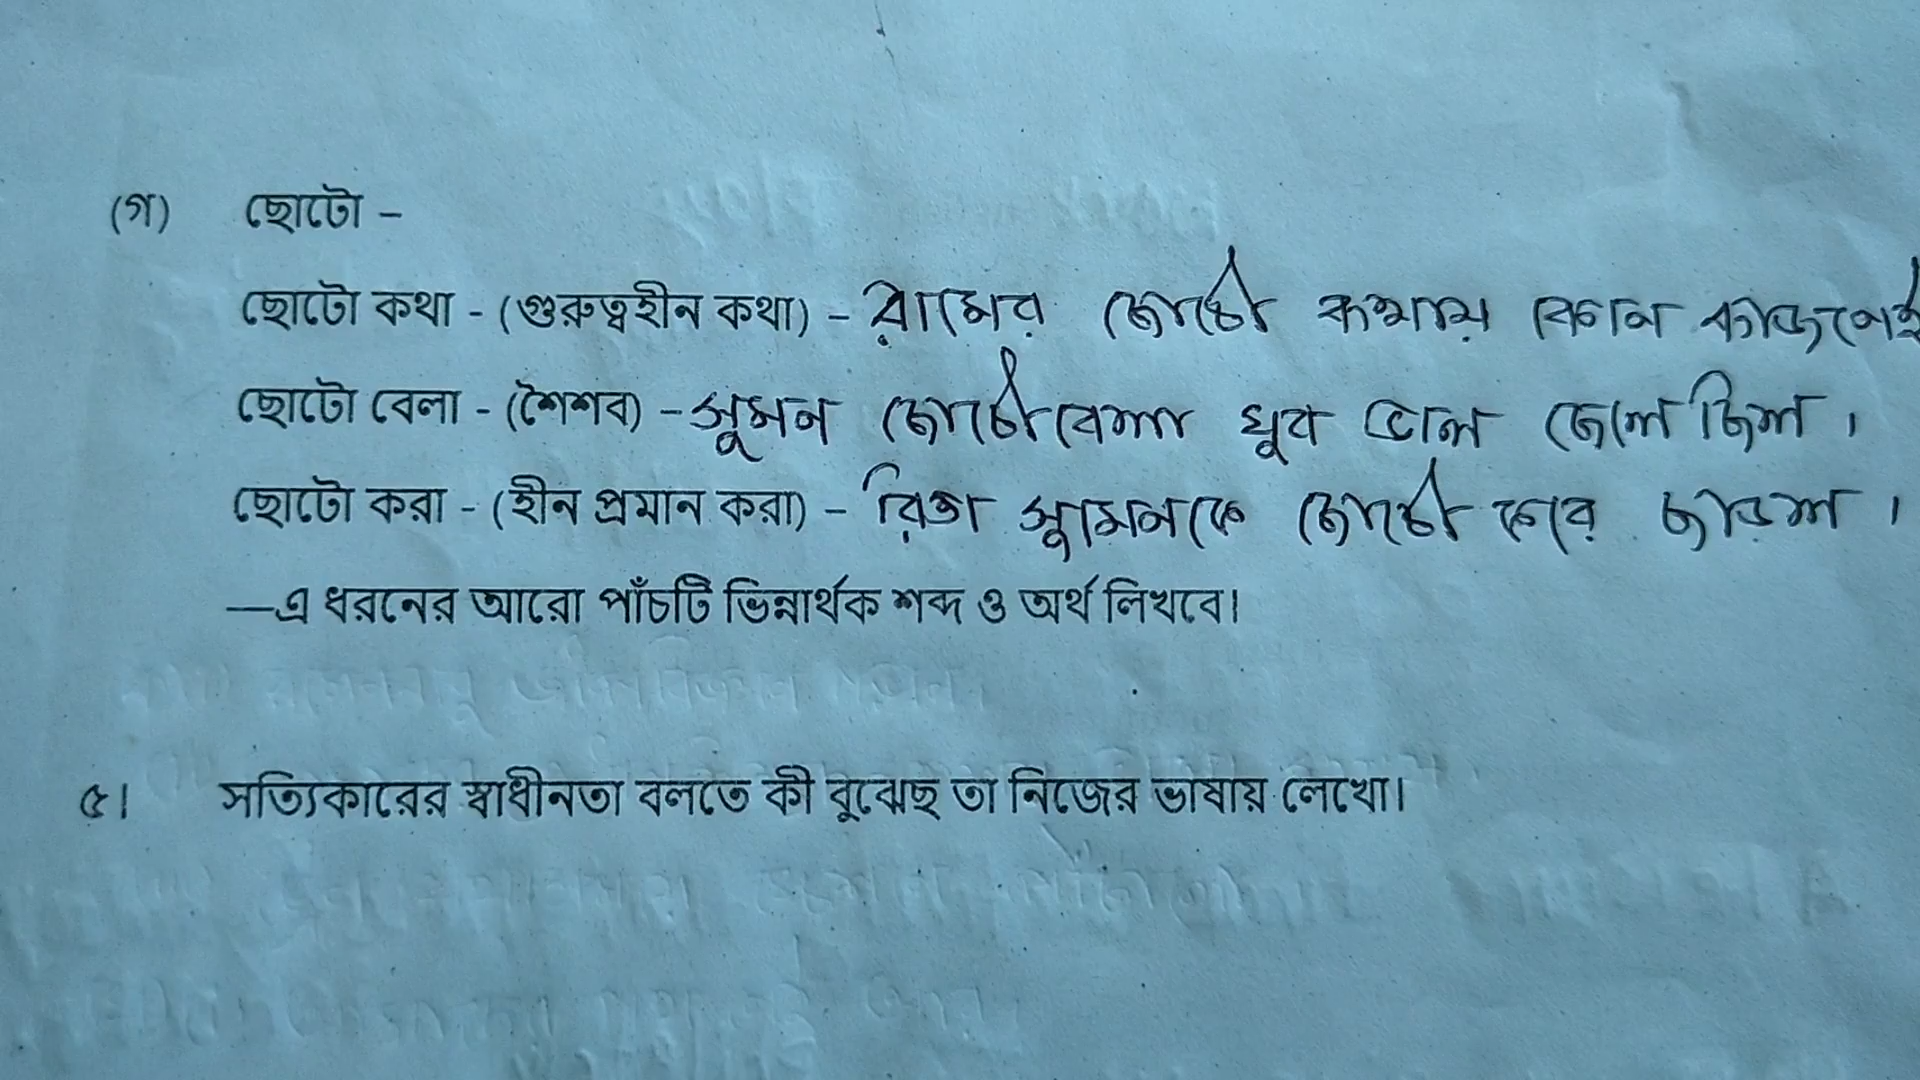 (গ) ছোটো –
ছোটো কথা - (গুরুত্বহীন কথা) – রামের ছোটো কথায় কান কাজনেই
ছোটো বেলা - (শৈশব) – সুমন ছোটোবেলা খুব ভাল ছেলে ছিল ।
ছোটো করা - (হীন প্রমান করা) – রিতা সুমনকে ছোটো করে ছাড়ল ।
—এ ধরনের আরো পাঁচটি ভিন্নার্থক শব্দ ও অর্থ লিখবে।
৫। সত্যিকারের স্বাধীনতা বলতে কী বুঝেছ তা নিজের ভাষায় লেখো।